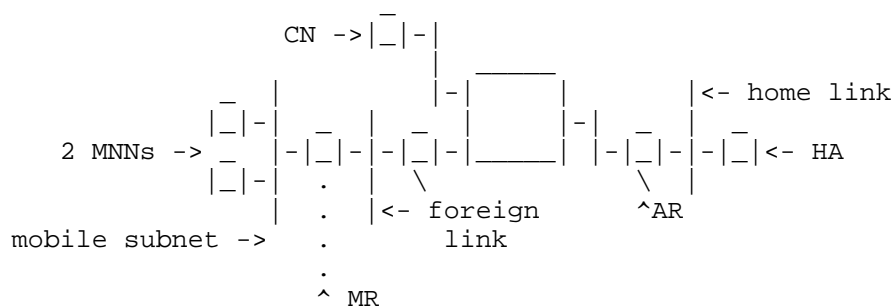 CN ->
<- home link
2 MNNs ->
<- HA
<- foreign
^AR
mobile subnet ->
link
^ MR